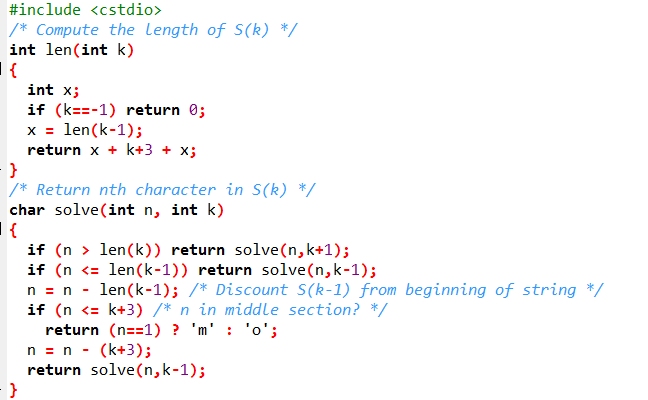 #include <cstdio>
/* Compute the length of S(k) */
int len(int k)
{
int x;
if (k==-1) return 0;
x = len(k-1);
return x + k+3 + x;
}
/* Return nth character in S(k) */
char solve(int n, int k)
{
if (n > len(k)) return solve(n,k+1);
if (n <= len(k-1)) return solve(n,k-1);
n = n - len(k-1); /* Discount S(k-1) from beginning of string */
if (n <= k+3) /* n in middle section? */
return (n==1) ? 'm' : 'o';
n = n - (k+3);
return solve(n,k-1);
}